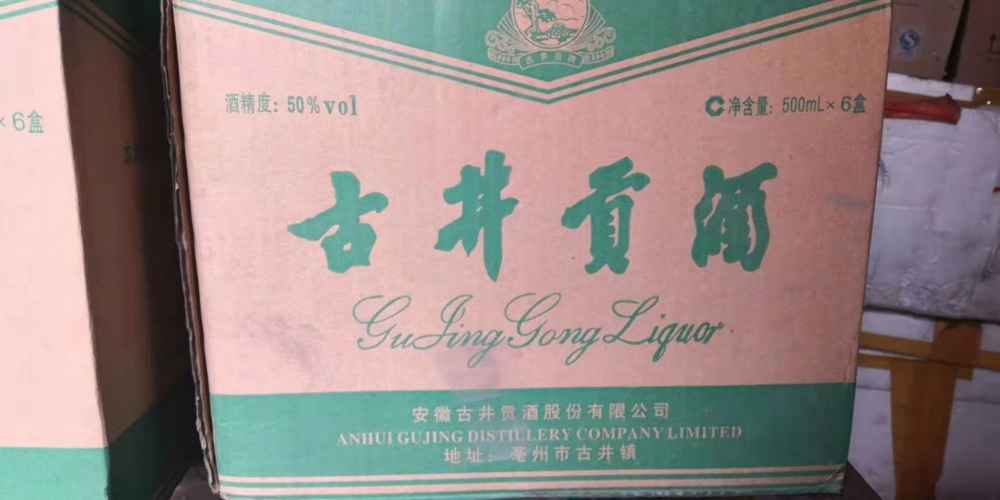 ×6盒
酒精度: 50%vol
净含量: 500mL×6盒
古井贡酒
GuJingGong Liquor
安徽古井贡酒股份有限公司
ANHUI GUJING DISTILLERY COMPANY LIMITED
地址: 亳州市古井镇